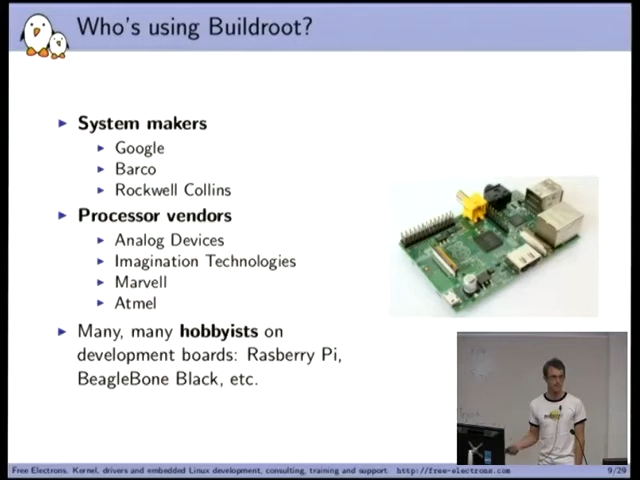 Who's using Buildroot?
▶ System makers
▶ Google
▶ Barco
▶ Rockwell Collins
▶ Processor vendors
▶ Analog Devices
▶ Imagination Technologies
▶ Marvell
▶ Atmel
▶ Many, many hobbyists on
development boards: Rasberry Pi,
BeagleBone Black, etc.
Free Electrons. Kernel, drivers and embedded Linux development, consulting, training and support. http://free-electrons.com
9/29